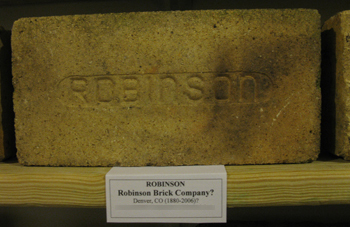 ROBINSON
ROBINSON
Robinson Brick Company?
Denver, CO (1880-2006)?